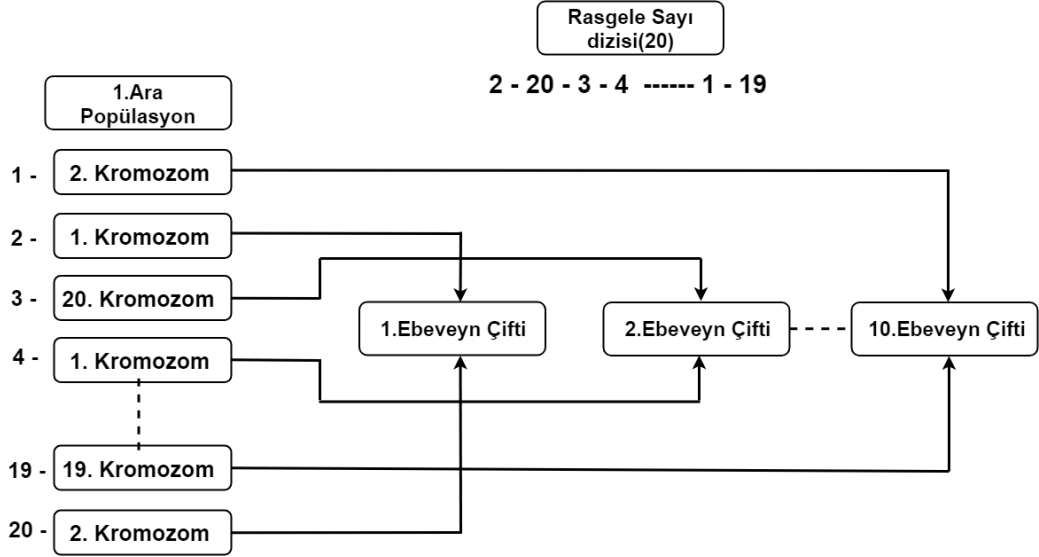 Rasgele Sayı
dizisi(20)
2 - 20 - 3 - 4 ------ 1 - 19
1.Ara
Popülasyon
1 - 2. Kromozom
2 - 1. Kromozom
3 - 20. Kromozom
1.Ebeveyn Çifti 2.Ebeveyn Çifti 10.Ebeveyn Çifti
4 - 1. Kromozom
19 - 19. Kromozom
20 - 2. Kromozom